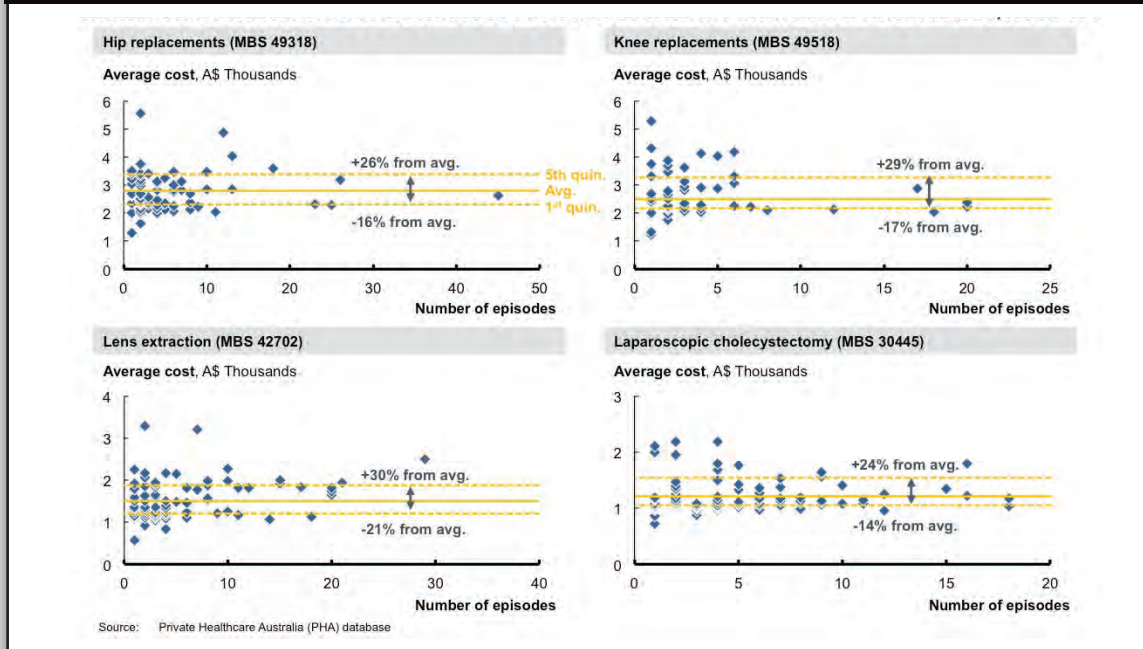 Hip replacements (MBS 49318)
Average cost, A$ Thousands
6
5
4
3
2
1
0
+26% from avg.
-16% from avg.
5th quin.
Avg.
1st quin.
0 10 20 30 40 50
Number of episodes
Knee replacements (MBS 49518)
Average cost, A$ Thousands
6
5
4
3
2
1
0
+29% from avg.
-17% from avg.
0 5 10 15 20 25
Number of episodes
Lens extraction (MBS 42702)
Average cost, A$ Thousands
4
3
2
1
0
+30% from avg.
-21% from avg.
0 10 20 30 40
Number of episodes
Laparoscopic cholecystectomy (MBS 30445)
Average cost, A$ Thousands
3
2
1
0
+24% from avg.
-14% from avg.
0 5 10 15 20
Number of episodes
Source: Private Healthcare Australia (PHA) database